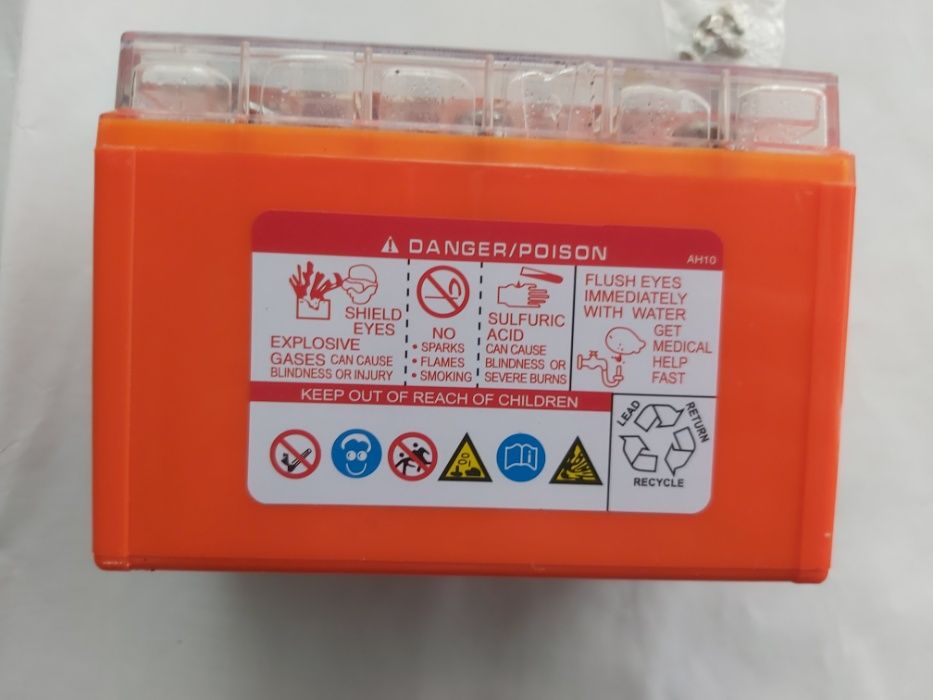 DANGER/POISON
AH10
SHIELD
EYES
EXPLOSIVE
GASES CAN CAUSE
BLINDNESS OR INJURY
NO
• SPARKS
• FLAMES
• SMOKING
SULFURIC
ACID
CAN CAUSE
BLINDNESS OR
SEVERE BURNS
FLUSH EYES
IMMEDIATELY
WITH WATER
GET
MEDICAL
HELP
FAST
KEEP OUT OF REACH OF CHILDREN
LEAD
RETURN
RECYCLE